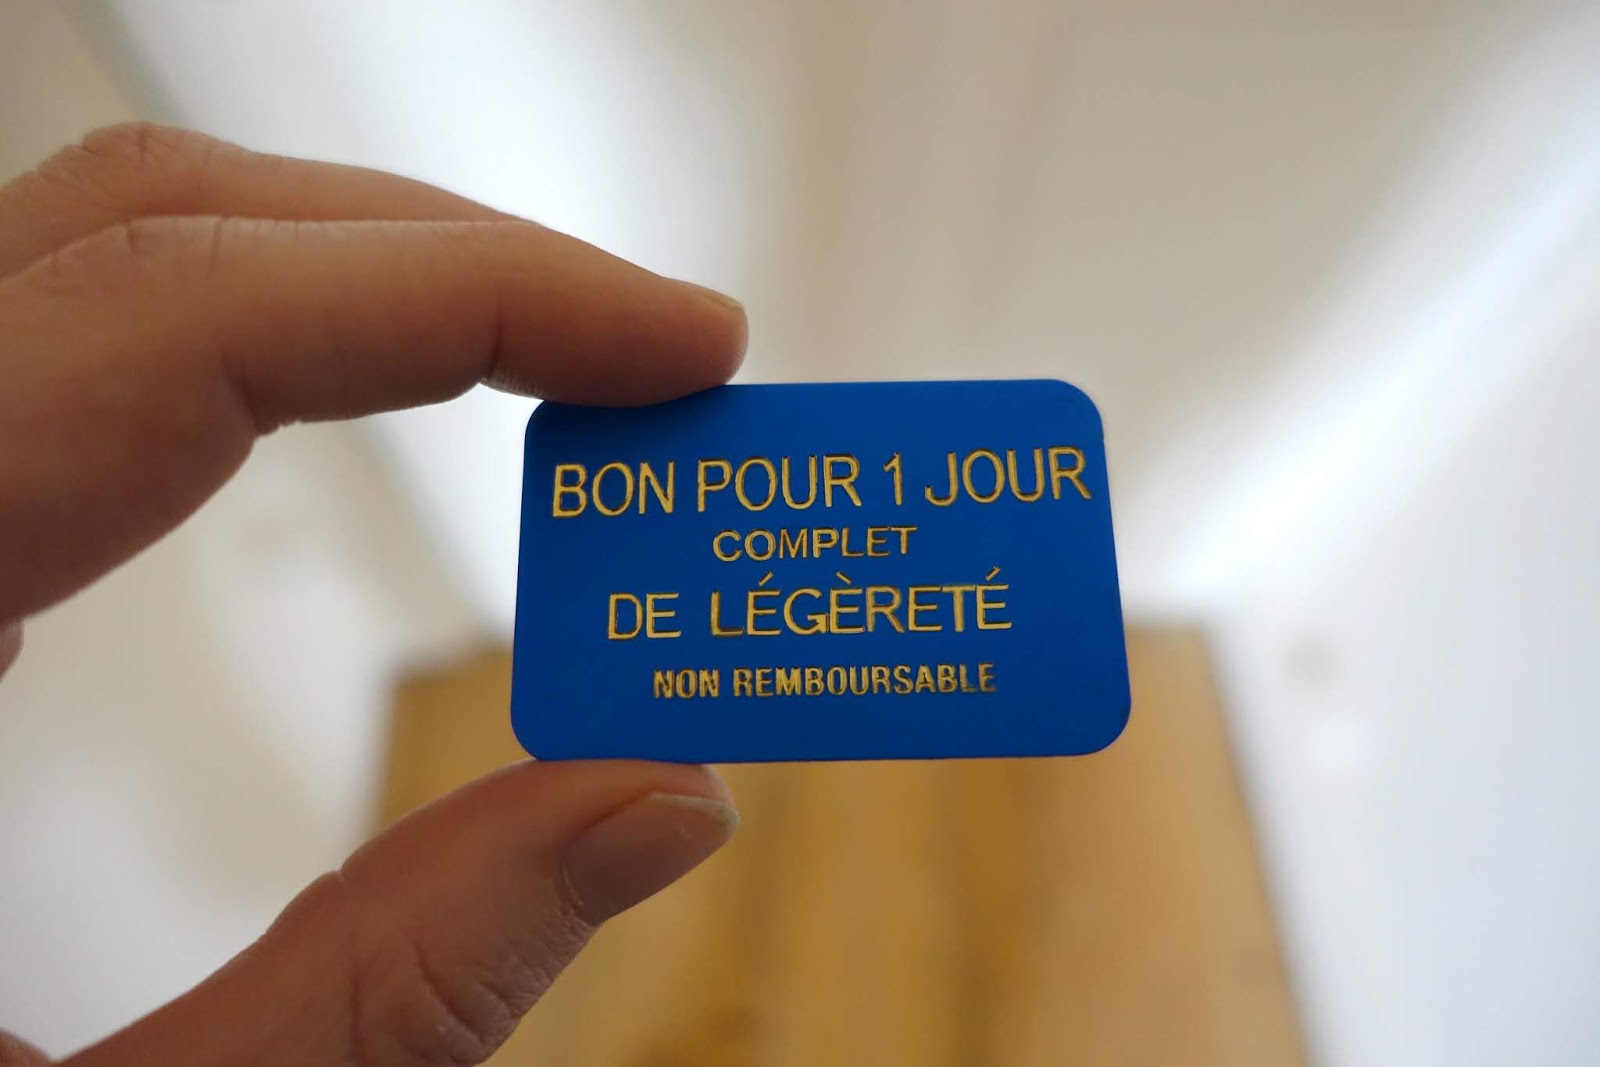 BON POUR 1 JOUR
COMPLET
DE LÉGÈRETÉ
NON REMBOURSABLE